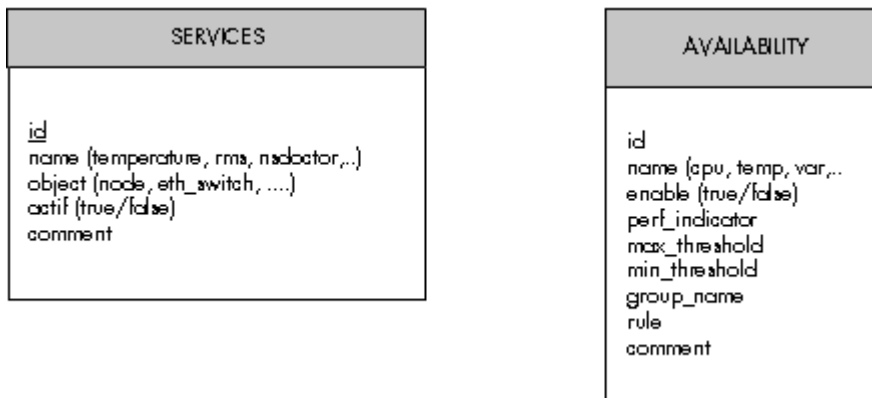 SERVICES
id
name (temperature, rms, nsdoctor,..)
object (node, eth_switch, ....)
actif (true/false)
comment
AVAILABILITY
id
name (cpu, temp, var,..
enable (true/false)
perf_indicator
max_threshold
min_threshold
group_name
rule
comment